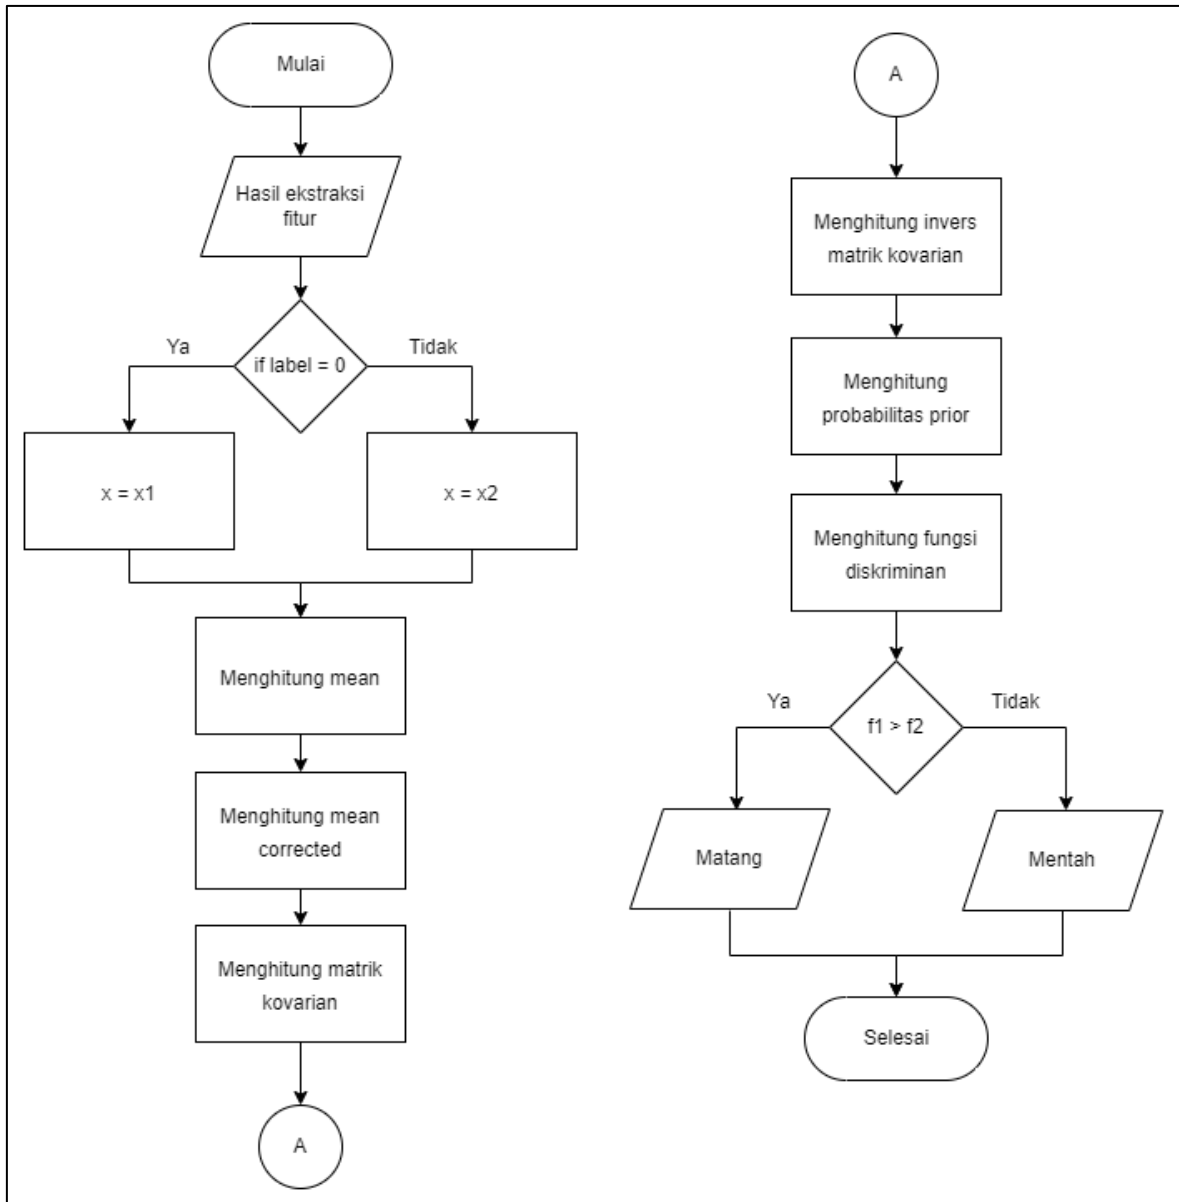 Mulai
Hasil ekstraksi
fitur
if label = 0
Ya
Tidak
x = x1
x = x2
Menghitung mean
Menghitung mean
corrected
Menghitung matrik
kovarian
A
A
Menghitung invers
matrik kovarian
Menghitung
probabilitas prior
Menghitung fungsi
diskriminan
f1 > f2
Ya
Tidak
Matang
Mentah
Selesai